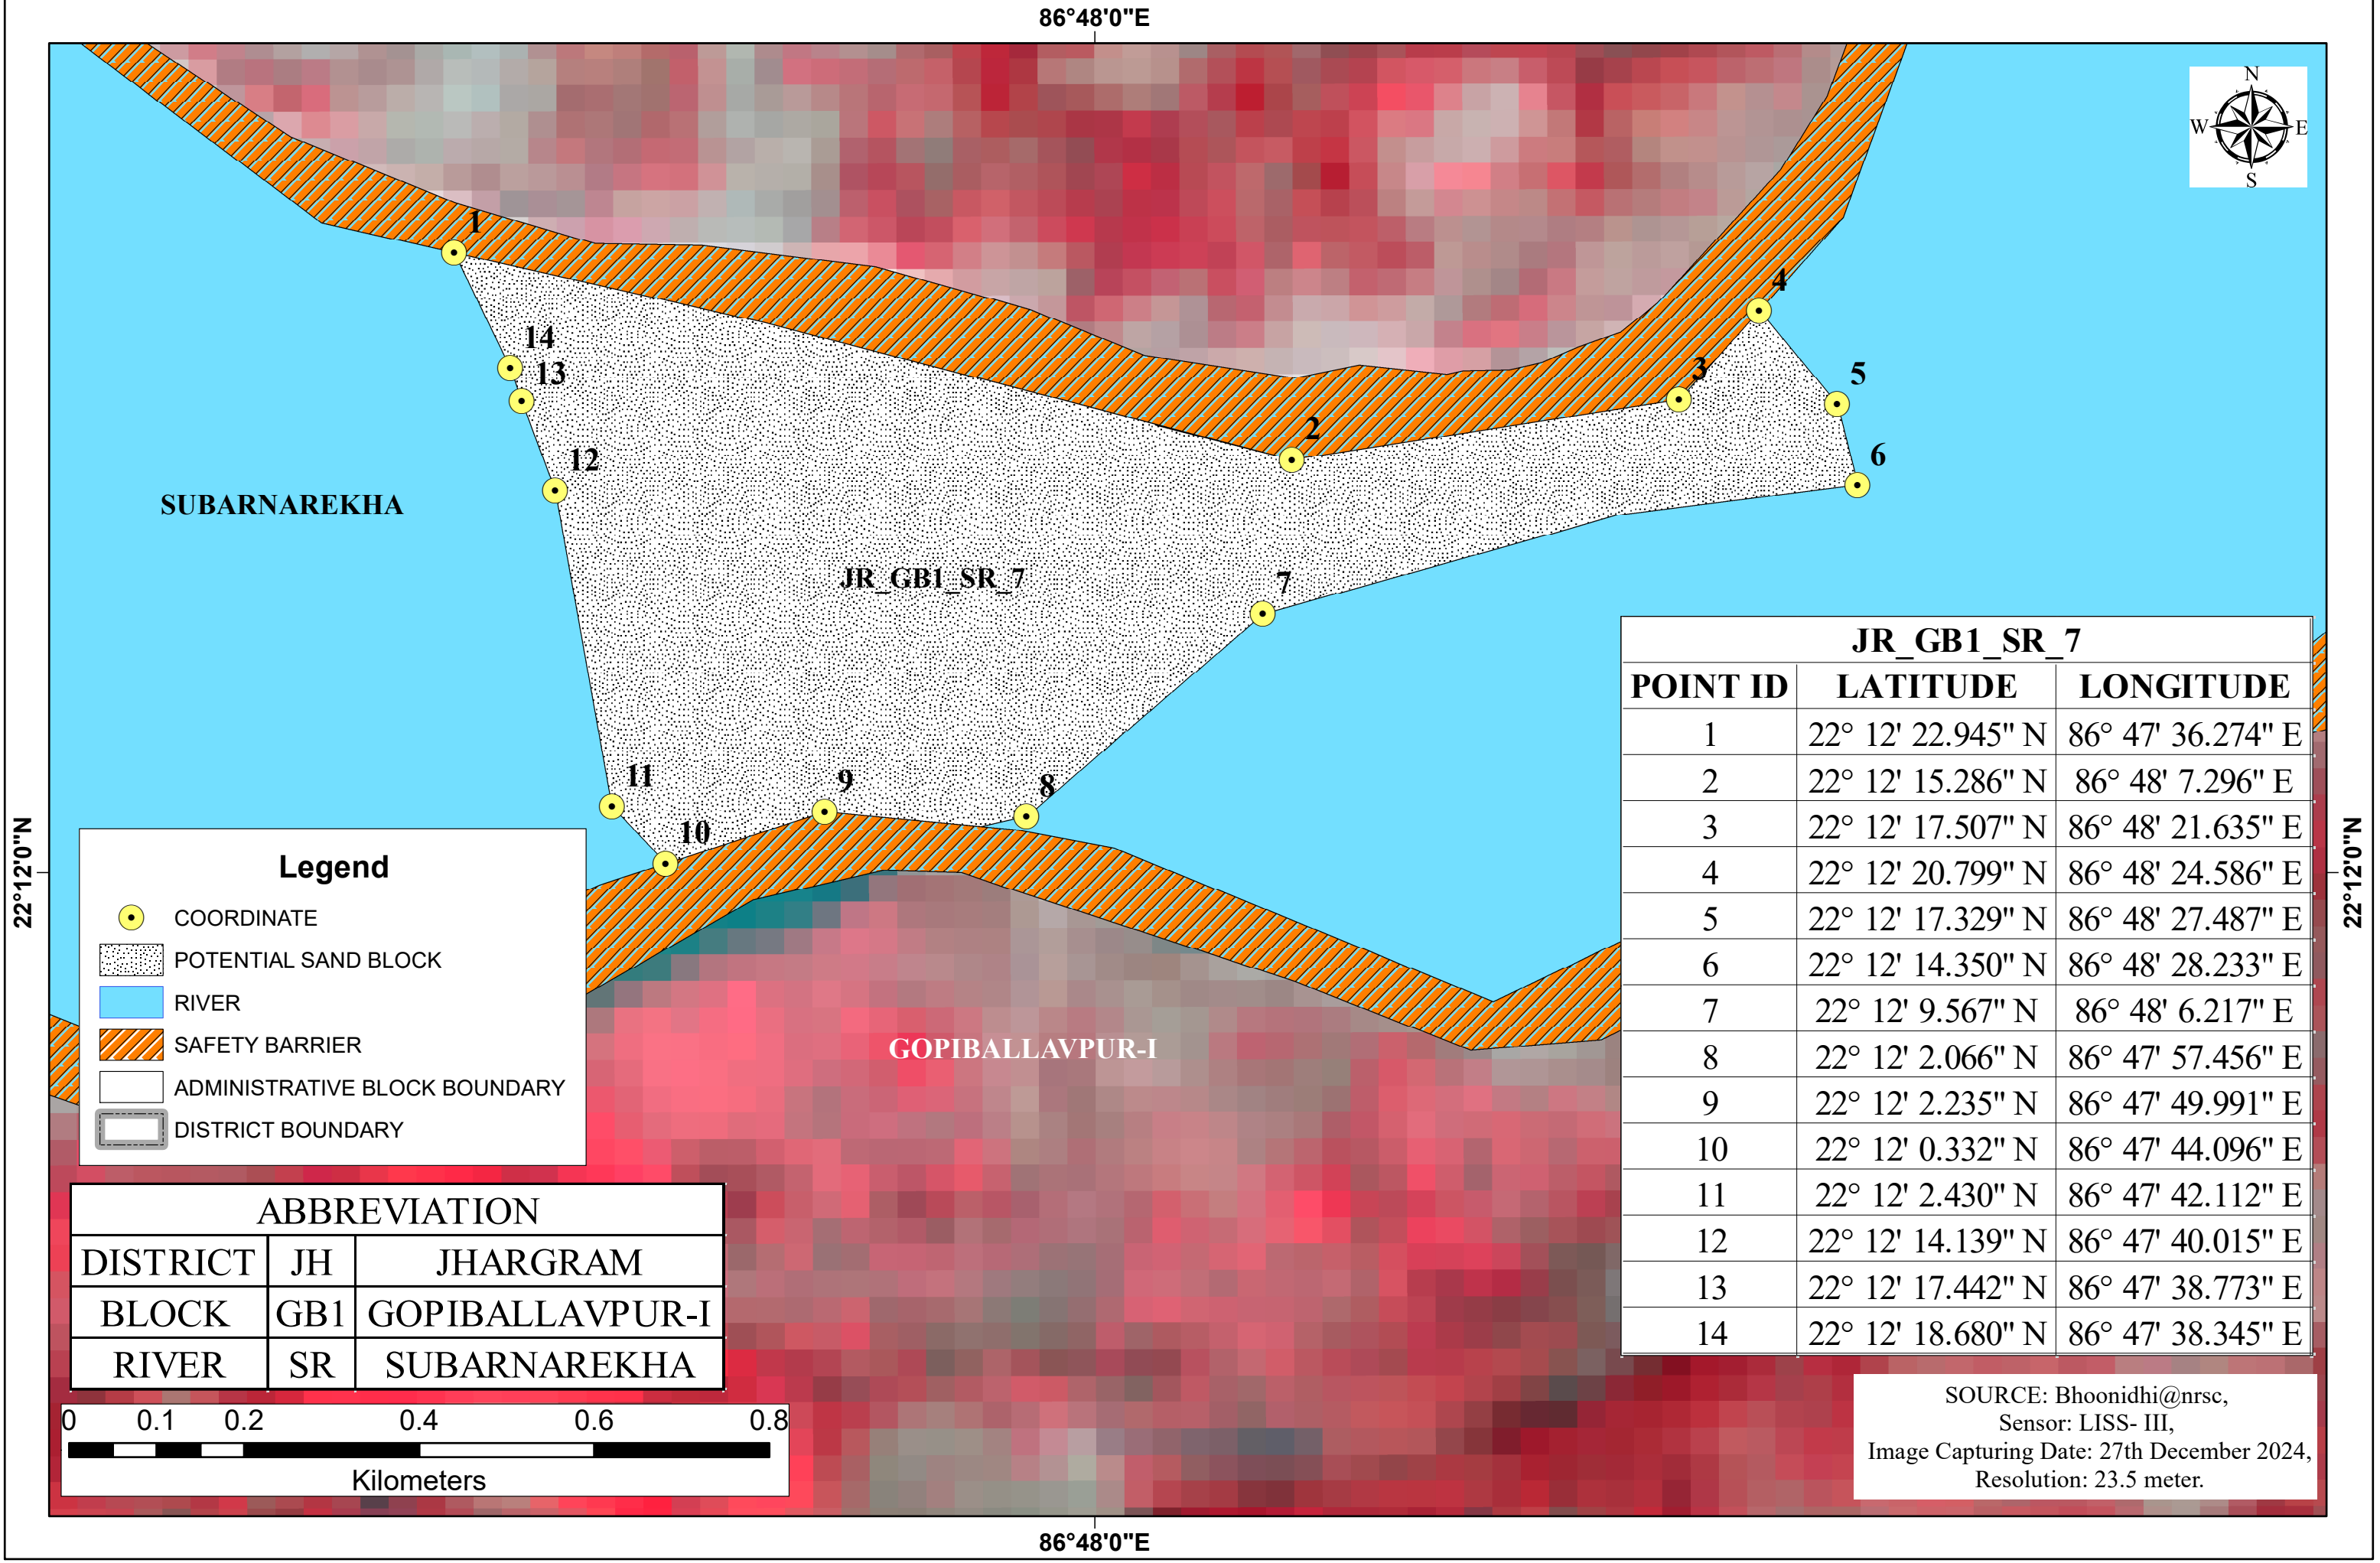 86°48'0"E
N
W E
S
1
14
13
12
2
3
4
5
6
SUBARNAREKHA
JR_GB1_SR_7
7
11
9
8
10
22°12'0"N
22°12'0"N
GOPIBALLAVPUR-I
JR_GB1_SR_7
POINT ID LATITUDE LONGITUDE
1 22° 12' 22.945" N 86° 47' 36.274" E
2 22° 12' 15.286" N 86° 48' 7.296" E
3 22° 12' 17.507" N 86° 48' 21.635" E
4 22° 12' 20.799" N 86° 48' 24.586" E
5 22° 12' 17.329" N 86° 48' 27.487" E
6 22° 12' 14.350" N 86° 48' 28.233" E
7 22° 12' 9.567" N 86° 48' 6.217" E
8 22° 12' 2.066" N 86° 47' 57.456" E
9 22° 12' 2.235" N 86° 47' 49.991" E
10 22° 12' 0.332" N 86° 47' 44.096" E
11 22° 12' 2.430" N 86° 47' 42.112" E
12 22° 12' 14.139" N 86° 47' 40.015" E
13 22° 12' 17.442" N 86° 47' 38.773" E
14 22° 12' 18.680" N 86° 47' 38.345" E
Legend
COORDINATE
POTENTIAL SAND BLOCK
RIVER
SAFETY BARRIER
ADMINISTRATIVE BLOCK BOUNDARY
DISTRICT BOUNDARY
ABBREVIATION
DISTRICT JH JHARGRAM
BLOCK GB1 GOPIBALLAVPUR-I
RIVER SR SUBARNAREKHA
0 0.1 0.2 0.4 0.6 0.8
Kilometers
SOURCE: Bhoonidhi@nrsc,
Sensor: LISS- III,
Image Capturing Date: 27th December 2024,
Resolution: 23.5 meter.
86°48'0"E